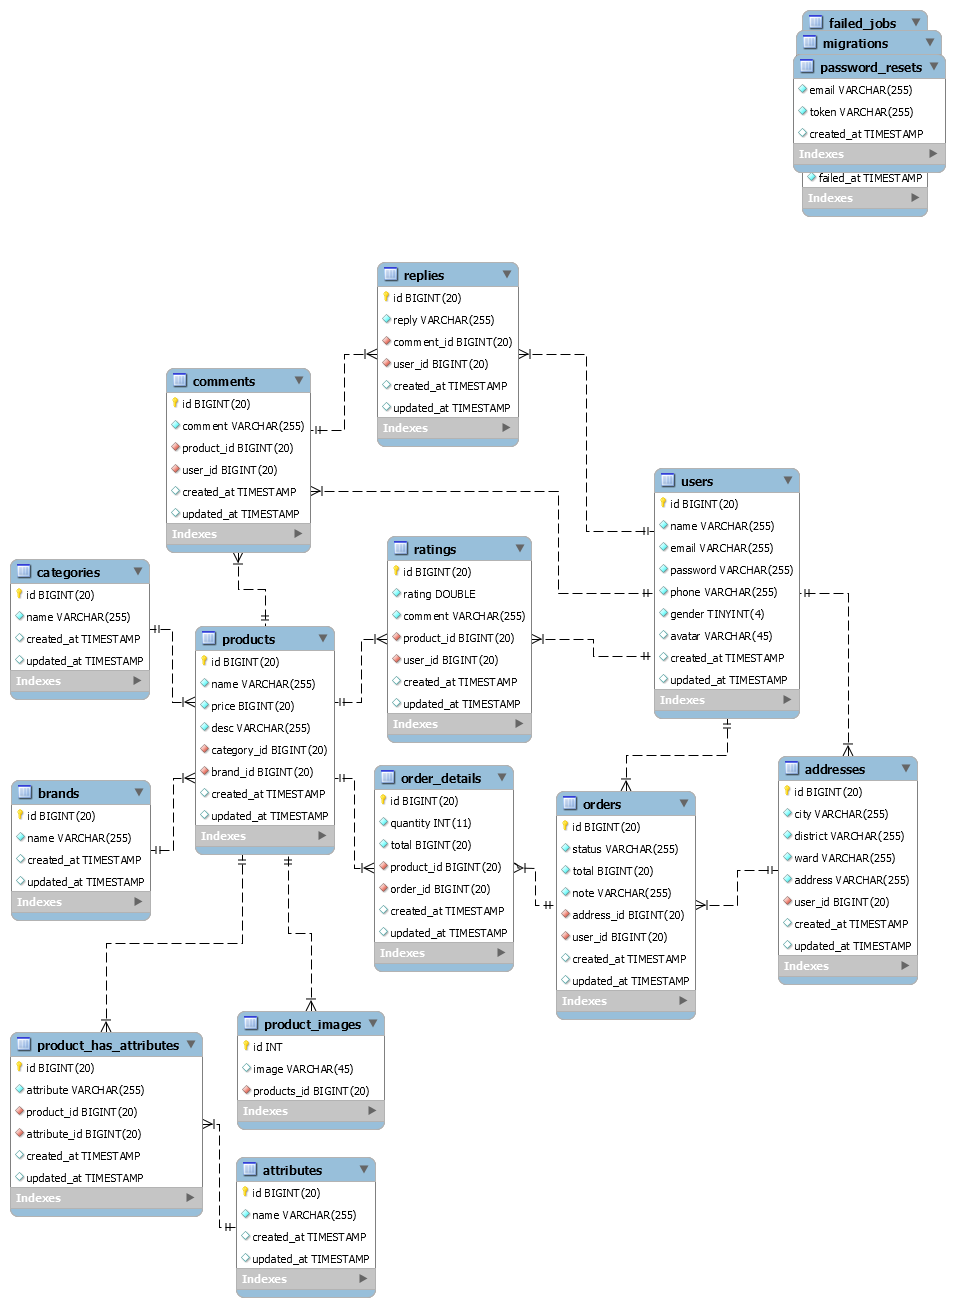 failed_jobs
migrations
password_resets
email VARCHAR(255)
token VARCHAR(255)
created_at TIMESTAMP
Indexes
failed_at TIMESTAMP
Indexes
replies
id BIGINT(20)
reply VARCHAR(255)
comment_id BIGINT(20)
user_id BIGINT(20)
created_at TIMESTAMP
updated_at TIMESTAMP
Indexes
comments
id BIGINT(20)
comment VARCHAR(255)
product_id BIGINT(20)
user_id BIGINT(20)
created_at TIMESTAMP
updated_at TIMESTAMP
Indexes
users
id BIGINT(20)
name VARCHAR(255)
email VARCHAR(255)
password VARCHAR(255)
phone VARCHAR(255)
gender TINYINT(4)
avatar VARCHAR(45)
created_at TIMESTAMP
updated_at TIMESTAMP
Indexes
ratings
id BIGINT(20)
rating DOUBLE
comment VARCHAR(255)
product_id BIGINT(20)
user_id BIGINT(20)
created_at TIMESTAMP
updated_at TIMESTAMP
Indexes
categories
id BIGINT(20)
name VARCHAR(255)
created_at TIMESTAMP
updated_at TIMESTAMP
Indexes
products
id BIGINT(20)
name VARCHAR(255)
price BIGINT(20)
desc VARCHAR(255)
category_id BIGINT(20)
brand_id BIGINT(20)
created_at TIMESTAMP
updated_at TIMESTAMP
Indexes
brands
id BIGINT(20)
name VARCHAR(255)
created_at TIMESTAMP
updated_at TIMESTAMP
Indexes
order_details
id BIGINT(20)
quantity INT(11)
total BIGINT(20)
product_id BIGINT(20)
order_id BIGINT(20)
created_at TIMESTAMP
updated_at TIMESTAMP
Indexes
orders
id BIGINT(20)
status VARCHAR(255)
total BIGINT(20)
note VARCHAR(255)
address_id BIGINT(20)
user_id BIGINT(20)
created_at TIMESTAMP
updated_at TIMESTAMP
Indexes
addresses
id BIGINT(20)
city VARCHAR(255)
district VARCHAR(255)
ward VARCHAR(255)
address VARCHAR(255)
user_id BIGINT(20)
created_at TIMESTAMP
updated_at TIMESTAMP
Indexes
product_has_attributes
id BIGINT(20)
attribute VARCHAR(255)
product_id BIGINT(20)
attribute_id BIGINT(20)
created_at TIMESTAMP
updated_at TIMESTAMP
Indexes
product_images
id INT
image VARCHAR(45)
products_id BIGINT(20)
Indexes
attributes
id BIGINT(20)
name VARCHAR(255)
created_at TIMESTAMP
updated_at TIMESTAMP
Indexes